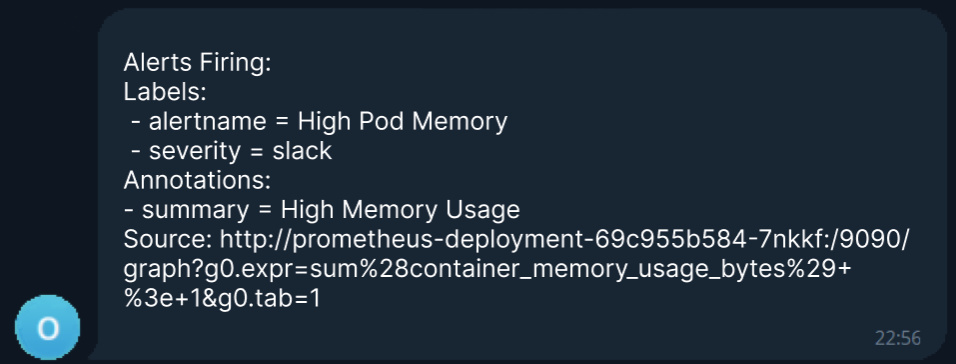 Alerts Firing:
Labels:
- alertname = High Pod Memory
- severity = slack
Annotations:
- summary = High Memory Usage
Source: http://prometheus-deployment-69c955b584-7nkkf:/9090/
graph?g0.expr=sum%28container_memory_usage_bytes%29+
%3e+1&g0.tab=1
O
22:56